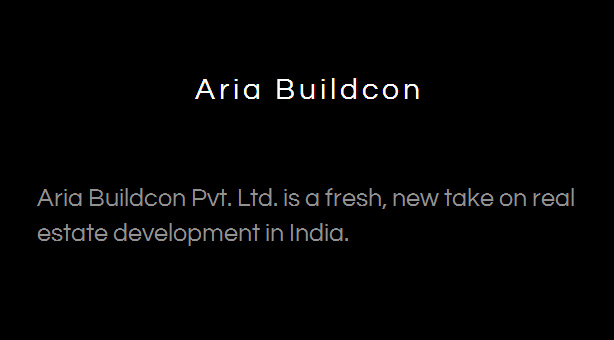 Aria Buildcon
Aria Buildcon Pvt. Ltd. is a fresh, new take on real
estate development in India.